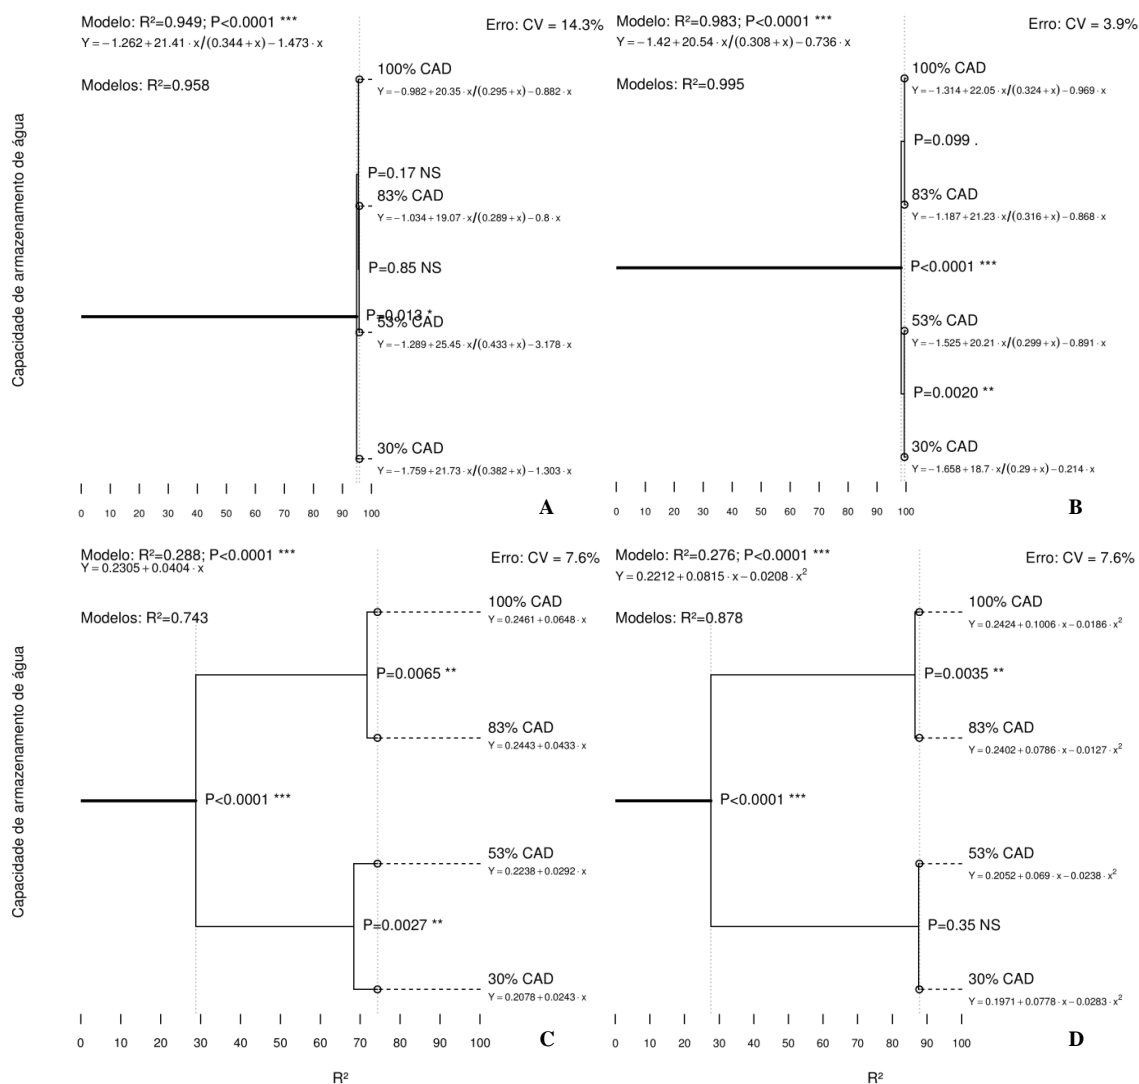 Modelo: R²=0.949; P<0.0001 ***
Y = −1.262 + 21.41 · x/(0.344 + x) − 1.473 · x
Erro: CV = 14.3%
Modelos: R²=0.958
100% CAD
Y = −0.982 + 20.35 · x/(0.295 + x) − 0.882 · x
P=0.17 NS
83% CAD
Y = −1.034 + 19.07 · x/(0.289 + x) − 0.8 · x
P=0.85 NS
P=0.013 *
53% CAD
Y = −1.289 + 25.45 · x/(0.433 + x) − 3.178 · x
30% CAD
Y = −1.759 + 21.73 · x/(0.382 + x) − 1.303 · x
0 10 20 30 40 50 60 70 80 90 100
A
Capacidade de armazenamento de água
Modelo: R²=0.983; P<0.0001 ***
Y = −1.42 + 20.54 · x/(0.308 + x) − 0.736 · x
Erro: CV = 3.9%
Modelos: R²=0.995
100% CAD
Y = −1.314 + 22.05 · x/(0.324 + x) − 0.969 · x
P=0.099 .
83% CAD
Y = −1.187 + 21.23 · x/(0.316 + x) − 0.868 · x
P<0.0001 ***
53% CAD
Y = −1.525 + 20.21 · x/(0.299 + x) − 0.891 · x
P=0.0020 **
30% CAD
Y = −1.658 + 18.7 · x/(0.29 + x) − 0.214 · x
0 10 20 30 40 50 60 70 80 90 100
B
Modelo: R²=0.288; P<0.0001 ***
Y = 0.2305 + 0.0404 · x
Erro: CV = 7.6%
Modelos: R²=0.743
100% CAD
Y = 0.2461 + 0.0648 · x
P=0.0065 **
83% CAD
Y = 0.2443 + 0.0433 · x
P<0.0001 ***
53% CAD
Y = 0.2238 + 0.0292 · x
P=0.0027 **
30% CAD
Y = 0.2078 + 0.0243 · x
0 10 20 30 40 50 60 70 80 90 100
C
R²
Capacidade de armazenamento de água
Modelo: R²=0.276; P<0.0001 ***
Y = 0.2212 + 0.0815 · x − 0.0208 · x²
Erro: CV = 7.6%
Modelos: R²=0.878
100% CAD
Y = 0.2424 + 0.1006 · x − 0.0186 · x²
P=0.0035 **
83% CAD
Y = 0.2402 + 0.0786 · x − 0.0127 · x²
P<0.0001 ***
53% CAD
Y = 0.2052 + 0.069 · x − 0.0238 · x²
P=0.35 NS
30% CAD
Y = 0.1971 + 0.0778 · x − 0.0283 · x²
0 10 20 30 40 50 60 70 80 90 100
D
R²